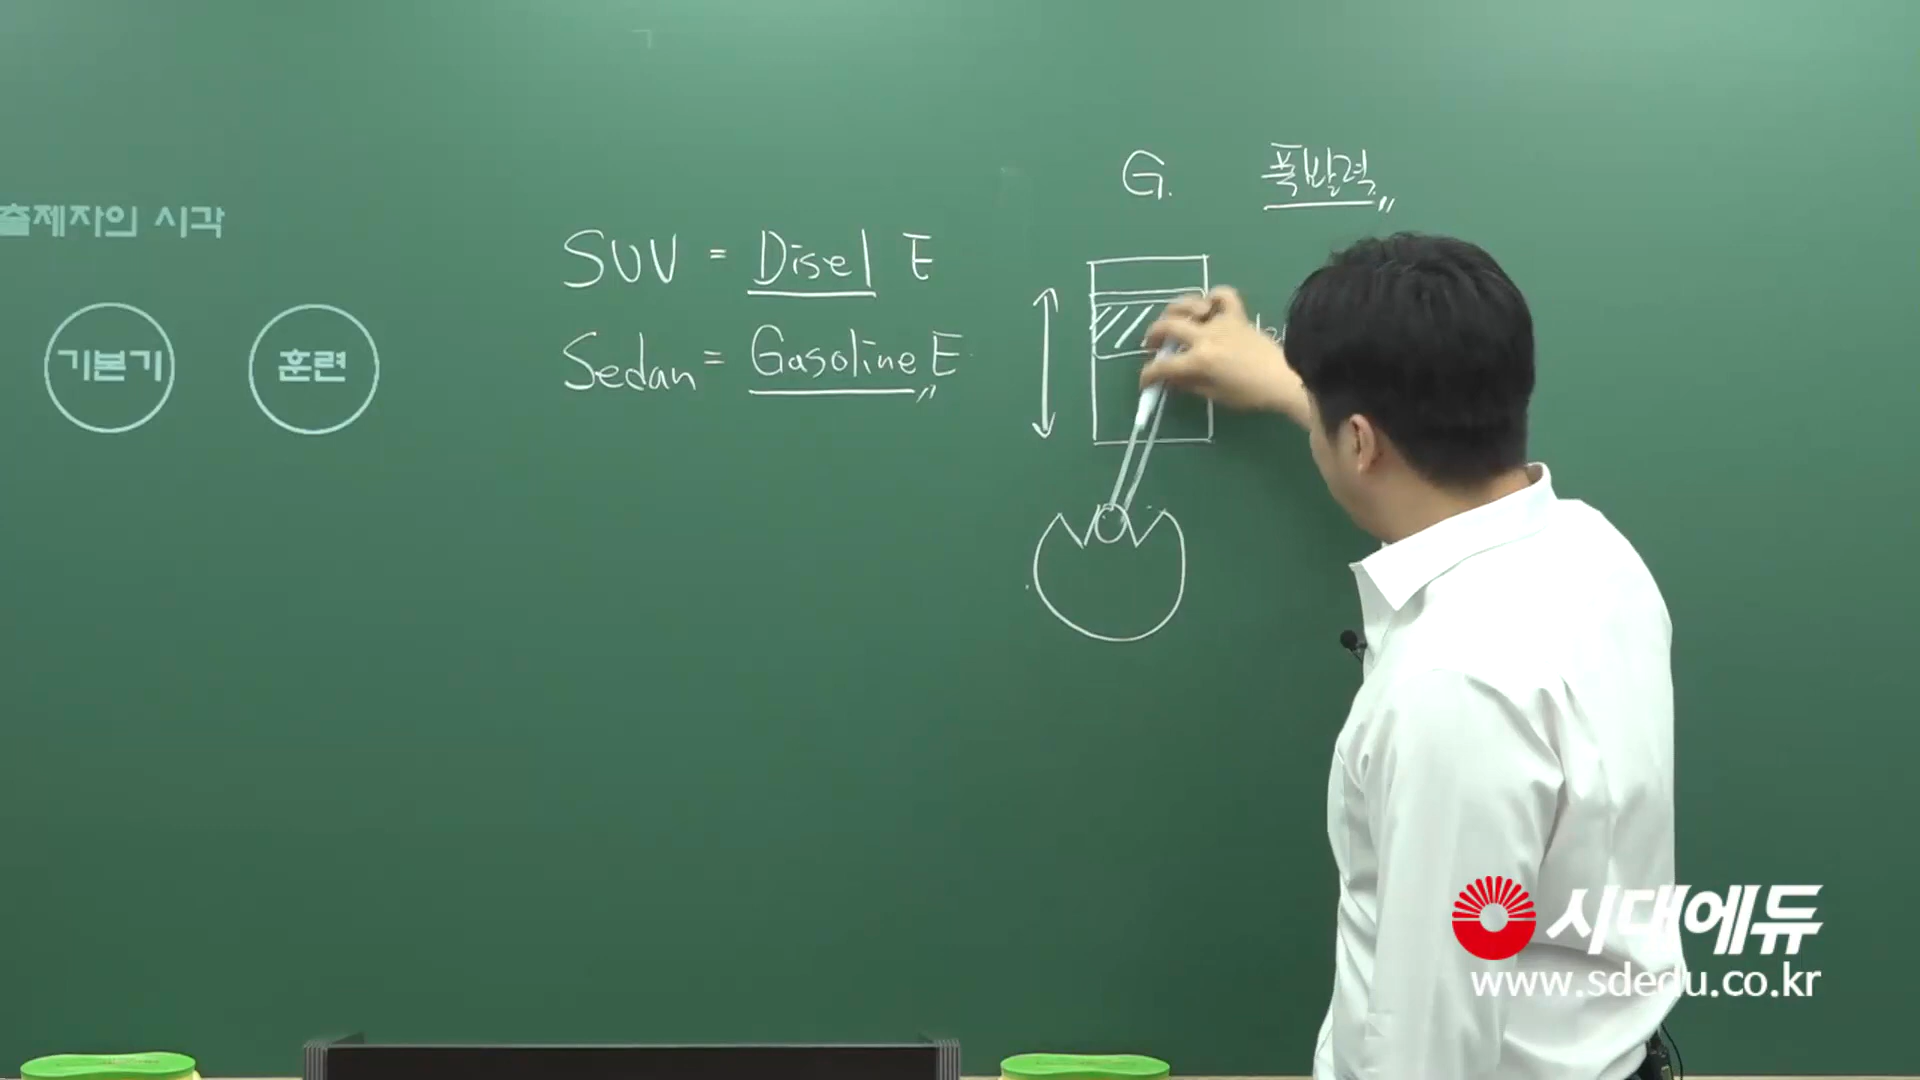 출제자의 시각
기본기
훈련
SUV = Disel E
Sedan = Gasoline E
G.
폭발력
시대에듀
www.sdedu.co.kr